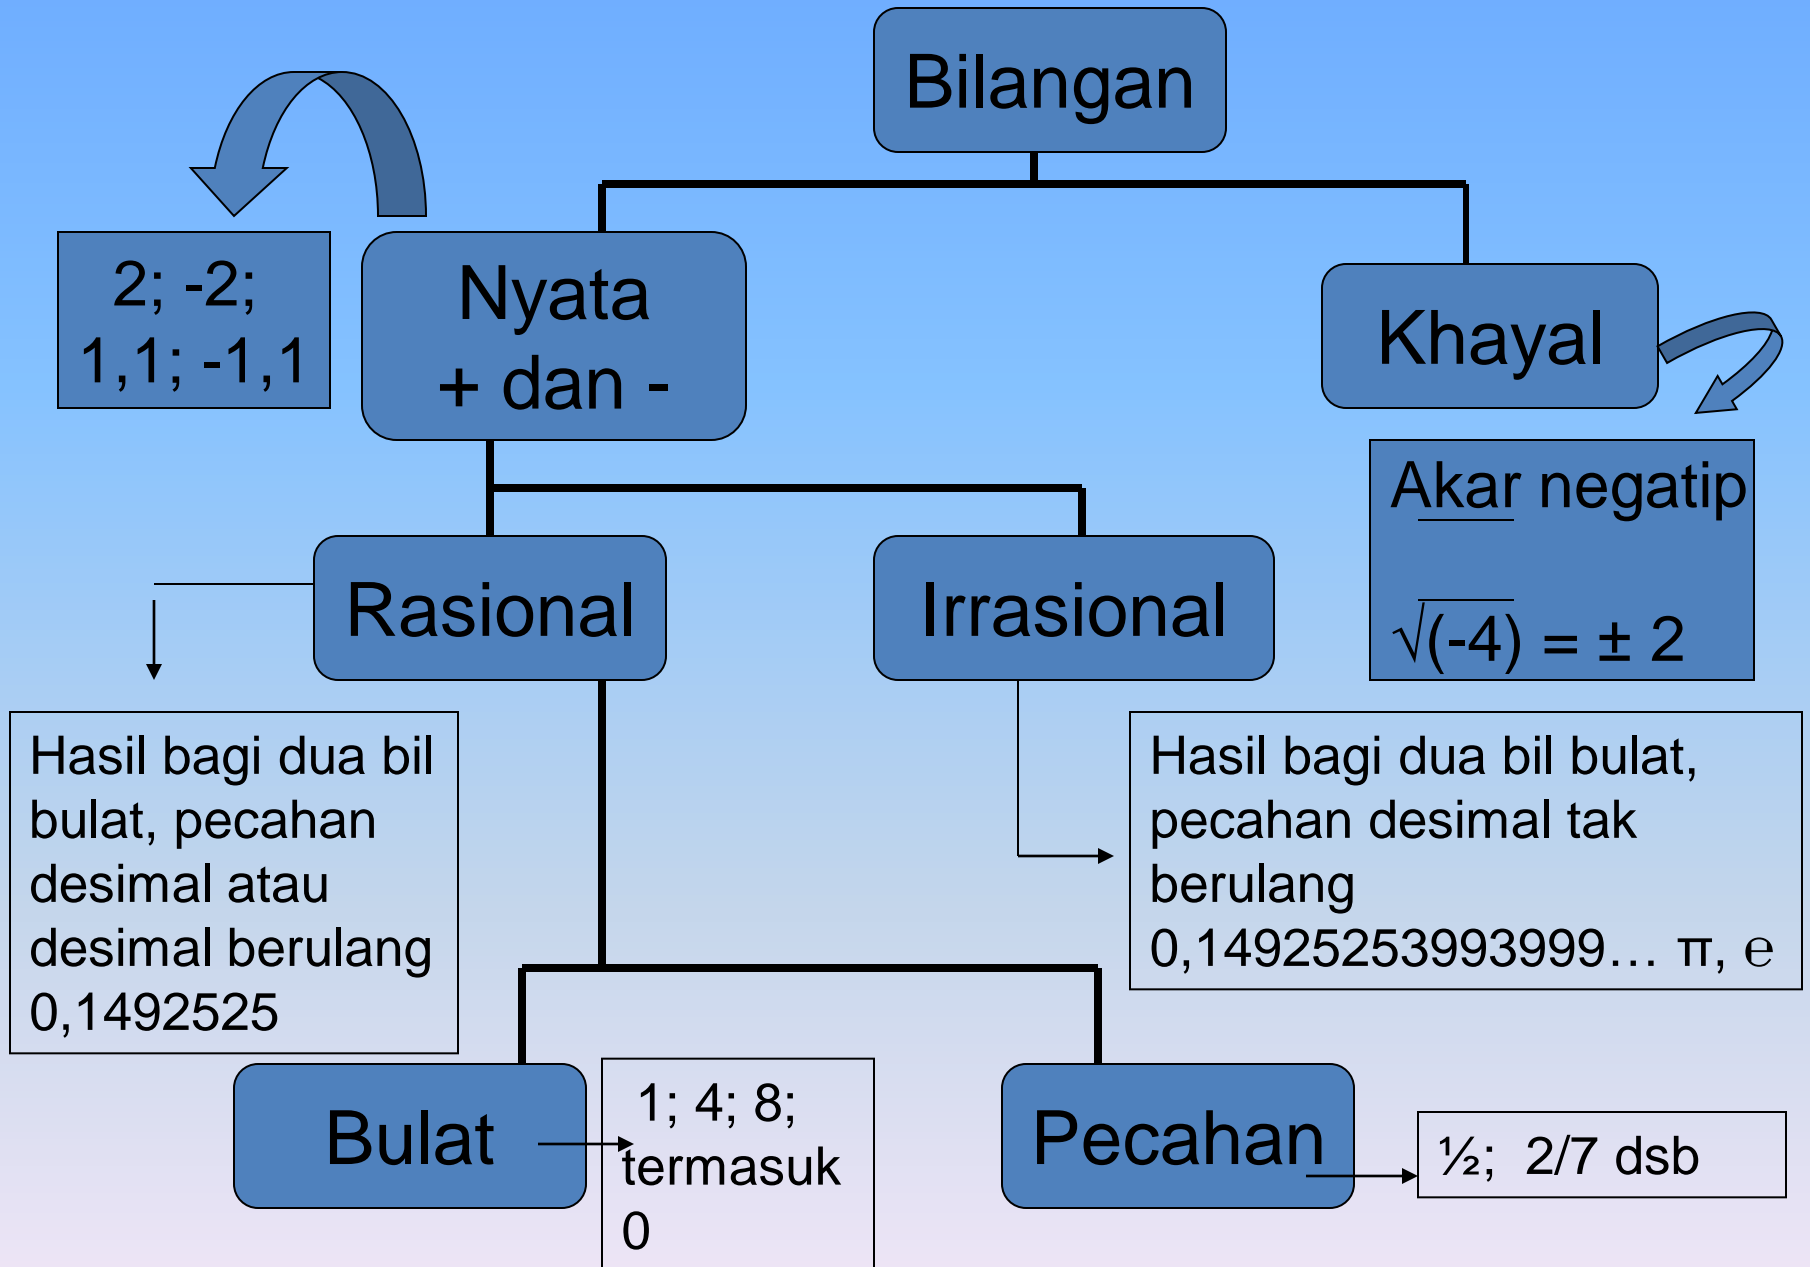 Bilangan
2; -2;
1,1; -1,1
Nyata
+ dan -
Khayal
Akar negatip
√(-4) = ± 2
Rasional
Irrasional
Hasil bagi dua bil
bulat, pecahan
desimal atau
desimal berulang
0,1492525
Hasil bagi dua bil bulat,
pecahan desimal tak
berulang
0,14925253993999… π, ℮
Bulat
1; 4; 8;
termasuk
0
Pecahan
½; 2/7 dsb